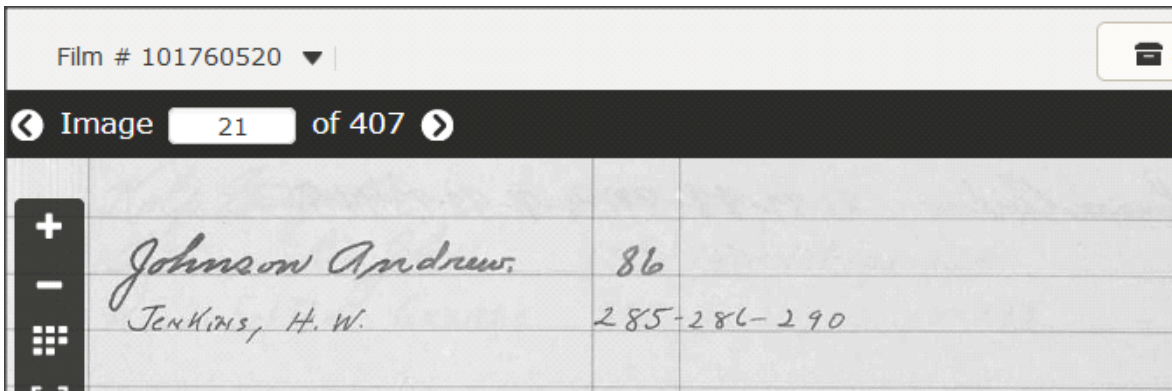 Film # 101760520
Image 21 of 407
Johnson Andrew. 86
Jenkins, H. W. 285-286-290